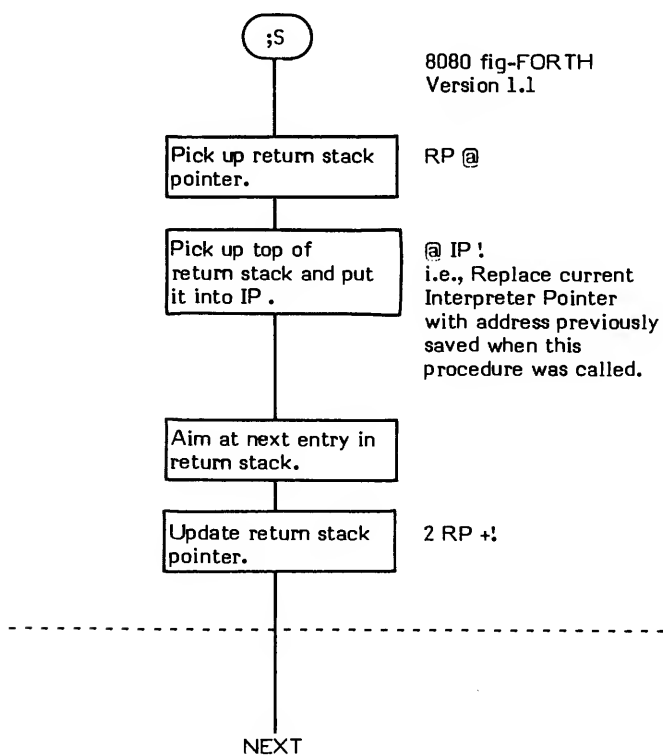 ;S
8080 fig-FORTH
Version 1.1
Pick up return stack
pointer.
RP @
Pick up top of
return stack and put
it into IP .
@ IP !
i.e., Replace current
Interpreter Pointer
with address previously
saved when this
procedure was called.
Aim at next entry in
return stack.
Update return stack
pointer.
2 RP +!
NEXT